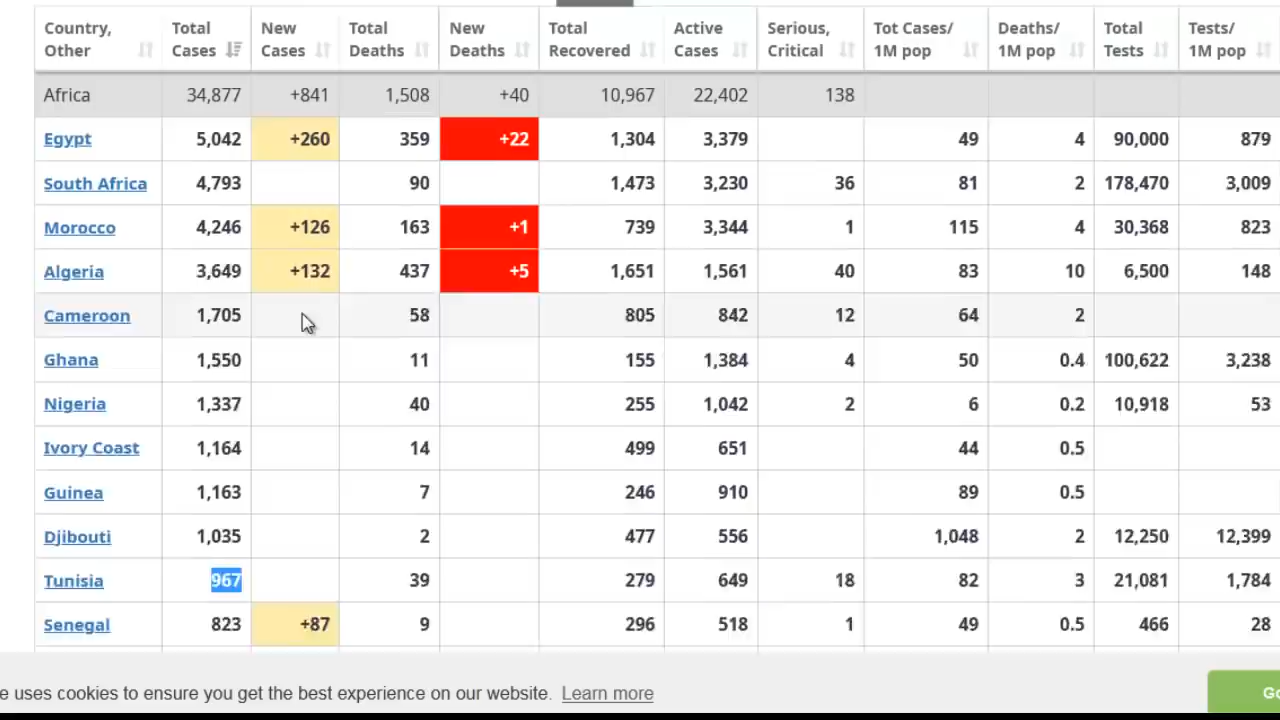 Country, Other Total Cases New Cases Total Deaths New Deaths Total Recovered Active Cases Serious, Critical Tot Cases/ 1M pop Deaths/ 1M pop Total Tests Tests/ 1M pop
Africa 34,877 +841 1,508 +40 10,967 22,402 138
Egypt 5,042 +260 359 +22 1,304 3,379 49 4 90,000 879
South Africa 4,793 90 1,473 3,230 36 81 2 178,470 3,009
Morocco 4,246 +126 163 +1 739 3,344 1 115 4 30,368 823
Algeria 3,649 +132 437 +5 1,651 1,561 40 83 10 6,500 148
Cameroon 1,705 58 805 842 12 64 2
Ghana 1,550 11 155 1,384 4 50 0.4 100,622 3,238
Nigeria 1,337 40 255 1,042 2 6 0.2 10,918 53
Ivory Coast 1,164 14 499 651 44 0.5
Guinea 1,163 7 246 910 89 0.5
Djibouti 1,035 2 477 556 1,048 2 12,250 12,399
Tunisia 967 39 279 649 18 82 3 21,081 1,784
Senegal 823 +87 9 296 518 1 49 0.5 466 28
e uses cookies to ensure you get the best experience on our website. Learn more Go